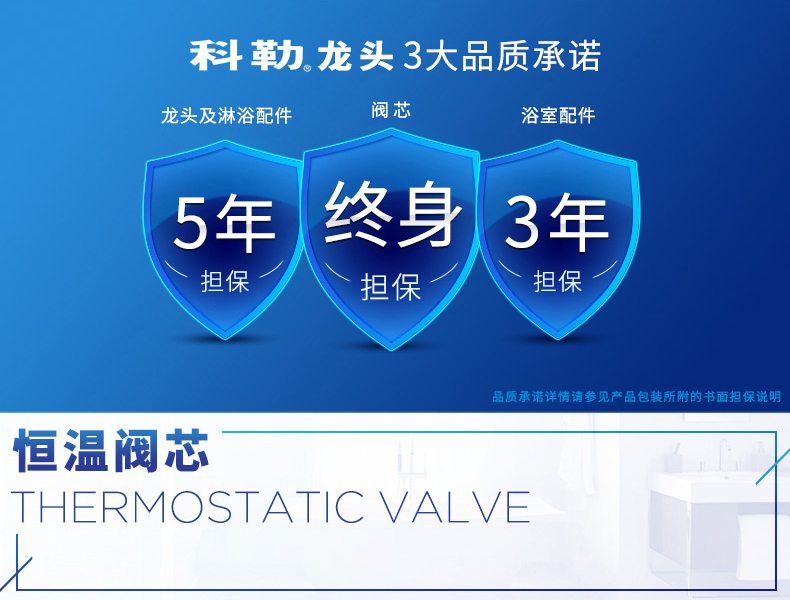 科勒®龙头3大品质承诺
龙头及淋浴配件
阀芯
浴室配件
5年
担保
终身
担保
3年
担保
品质承诺详情请参见产品包装所附的书面担保说明
恒温阀芯
THERMOSTATIC VALVE